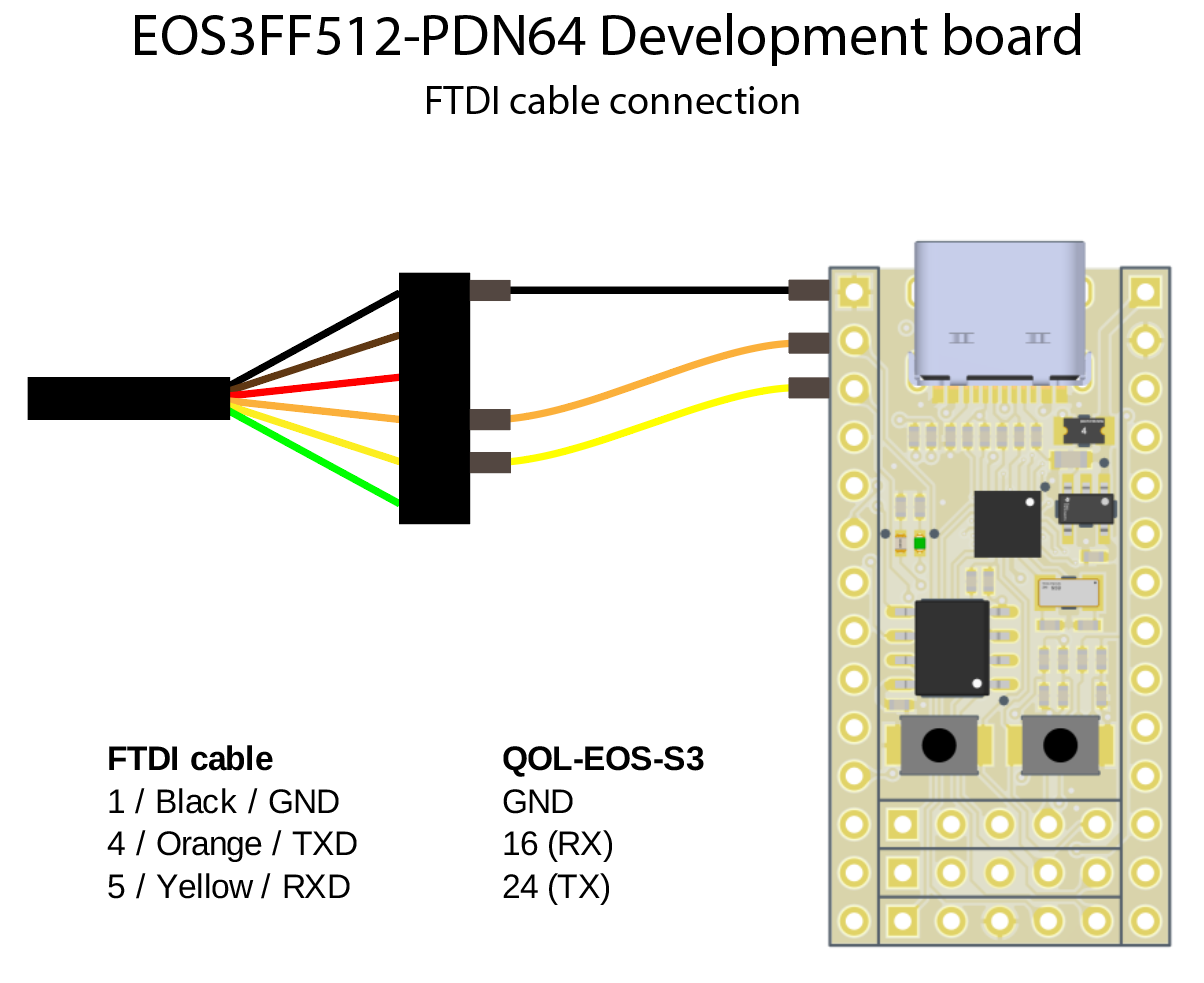 EOS3FF512-PDN64 Development board
FTDI cable connection
4
FTDI cable QOL-EOS-S3
1 / Black / GND GND
4 / Orange / TXD 16 (RX)
5 / Yellow / RXD 24 (TX)